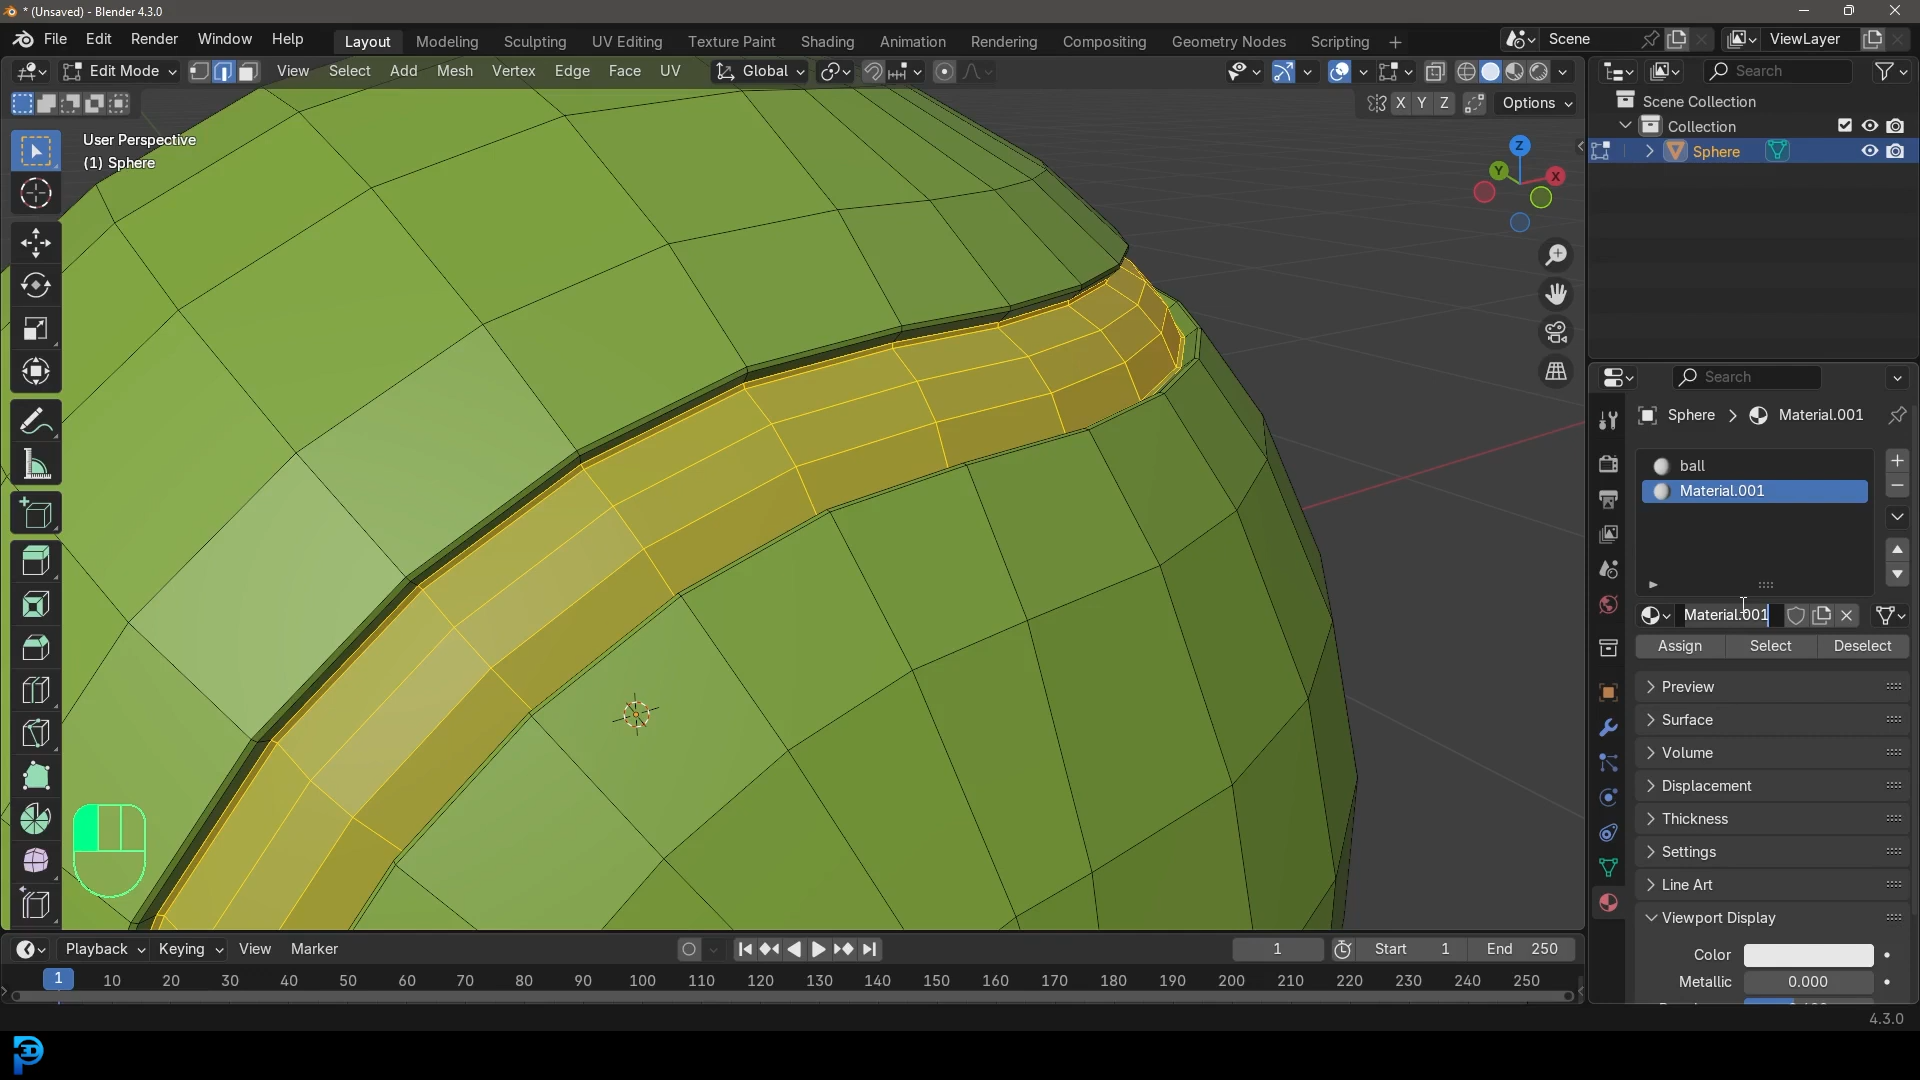 * (Unsaved) - Blender 4.3.0
File Edit Render Window Help Layout Modeling Sculpting UV Editing Texture Paint Shading Animation Rendering Compositing Geometry Nodes Scripting + Scene ViewLayer
Edit Mode View Select Add Mesh Vertex Edge Face UV Global Search
X Y Z Options
Scene Collection
User Perspective
Collection
(1) Sphere
Sphere
Z
Y
X
Search
Sphere > Material.001
ball
Material.001
Material.001
Assign Select Deselect
Preview
Surface
Volume
Displacement
Thickness
Settings
Line Art
Viewport Display
Color
Metallic 0.000
Playback Keying View Marker 1 Start 1 End 250
1 10 20 30 40 50 60 70 80 90 100 110 120 130 140 150 160 170 180 190 200 210 220 230 240 250
4.3.0